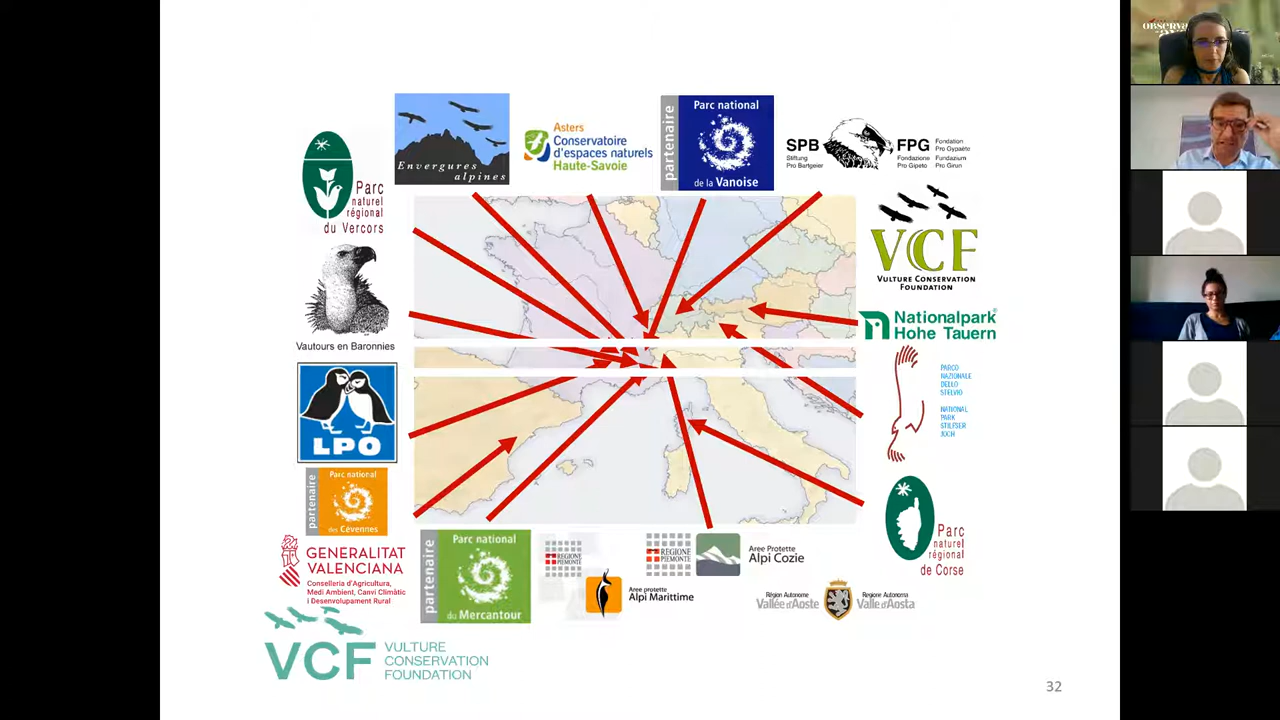 Envergures
alpines
Asters
Conservatoire
d'espaces naturels
Haute-Savoie
partenaire
Parc national
de la Vanoise
SPB
Stiftung
Pro Bartgeier
FPG
Fondation
Pro Gypaète
Fondazione
Pro Gipeto
Fundaziun
Pro Girun
Parc
naturel
régional
du Vercors
VCF
VULTURE CONSERVATION
FOUNDATION
Nationalpark
Hohe Tauern
Vautours en Baronnies
PARCO
NAZIONALE
DELLO
STELVIO
NATIONAL
PARK
STILFSER
JOCH
LPO
partenaire
Parc national
des Cévennes
Parc
naturel
régional
de Corse
GENERALITAT
VALENCIANA
Conselleria d'Agricultura,
Medi Ambient, Canvi Climàtic
i Desenvolupament Rural
partenaire
Parc national
du Mercantour
REGIONE
PIEMONTE
Aree protette
Alpi Marittime
REGIONE
PIEMONTE
Aree Protette
Alpi Cozie
Région Autonome
Vallée d'Aoste
Regione Autonoma
Valle d'Aosta
VCF
VULTURE
CONSERVATION
FOUNDATION
32